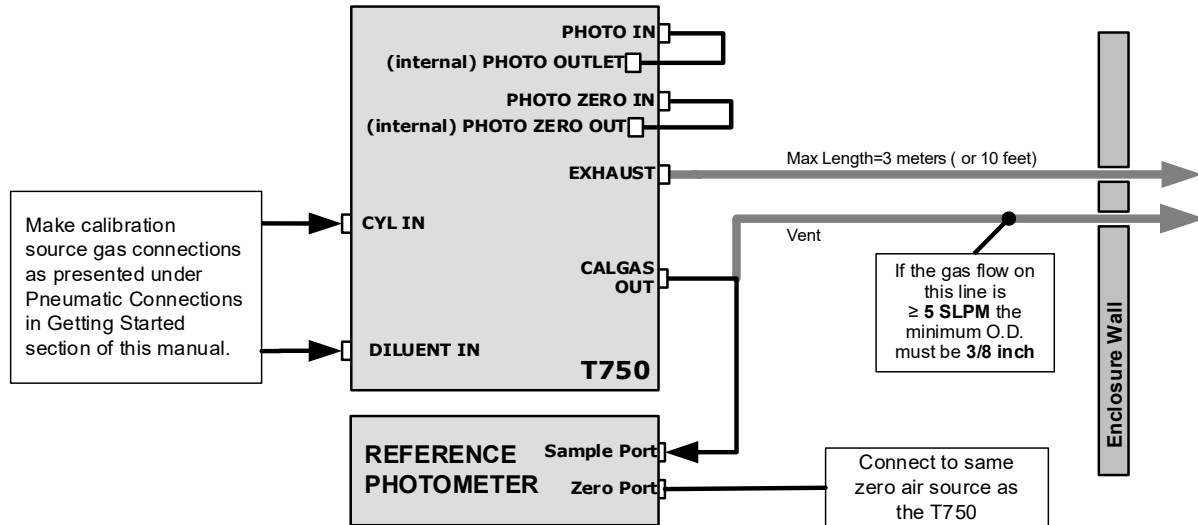 PHOTO IN
(internal) PHOTO OUTLET
PHOTO ZERO IN
(internal) PHOTO ZERO OUT
EXHAUST
Max Length=3 meters ( or 10 feet)
Make calibration
source gas connections
as presented under
Pneumatic Connections
in Getting Started
section of this manual.
CYL IN
Vent
CALGAS
OUT
If the gas flow on
this line is
≥ 5 SLPM the
minimum O.D.
must be 3/8 inch
DILUENT IN
T750
Enclosure Wall
REFERENCE
PHOTOMETER
Sample Port
Zero Port
Connect to same
zero air source as
the T750